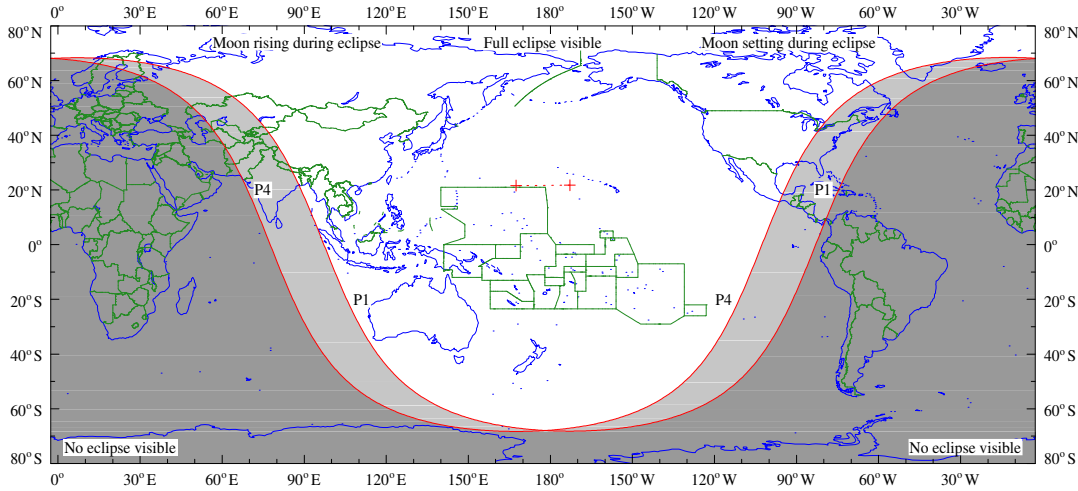 80° N
0° 30° E 60° E 90° E 120° E 150° E 180° 150° W 120° W 90° W 60° W 30° W
80° N
Moon rising during eclipse Full eclipse visible Moon setting during eclipse
60° N 60° N
40° N 40° N
20° N P4 P1 20° N
0° 0°
20° S P1 P4 20° S
40° S 40° S
60° S 60° S
No eclipse visible No eclipse visible
80° S 80° S
0° 30° E 60° E 90° E 120° E 150° E 180° 150° W 120° W 90° W 60° W 30° W